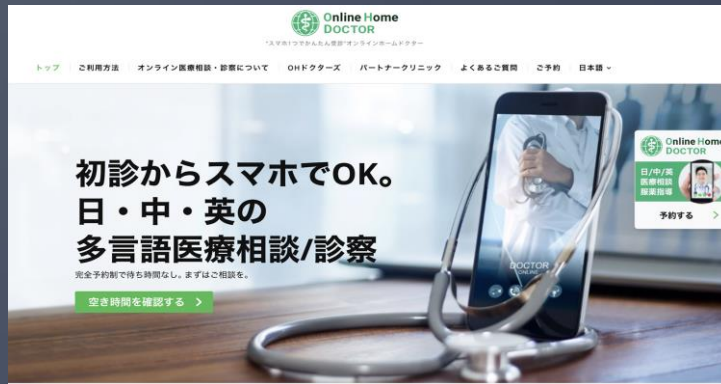 Online Home
DOCTOR
"スマホ1つでかんたん受診"オンラインホームドクター
トップ ご利用方法 オンライン医療相談・診察について OHドクターズ パートナークリニック よくあるご質問 ご予約 日本語
初診からスマホでOK。
日・中・英の
多言語医療相談/診察
完全予約制で待ち時間なし。まずはご相談を。
空き時間を確認する >
DOCTOR
ONLINE
Online Home
DOCTOR
日/中/英
医療相談
服薬指導
予約する >